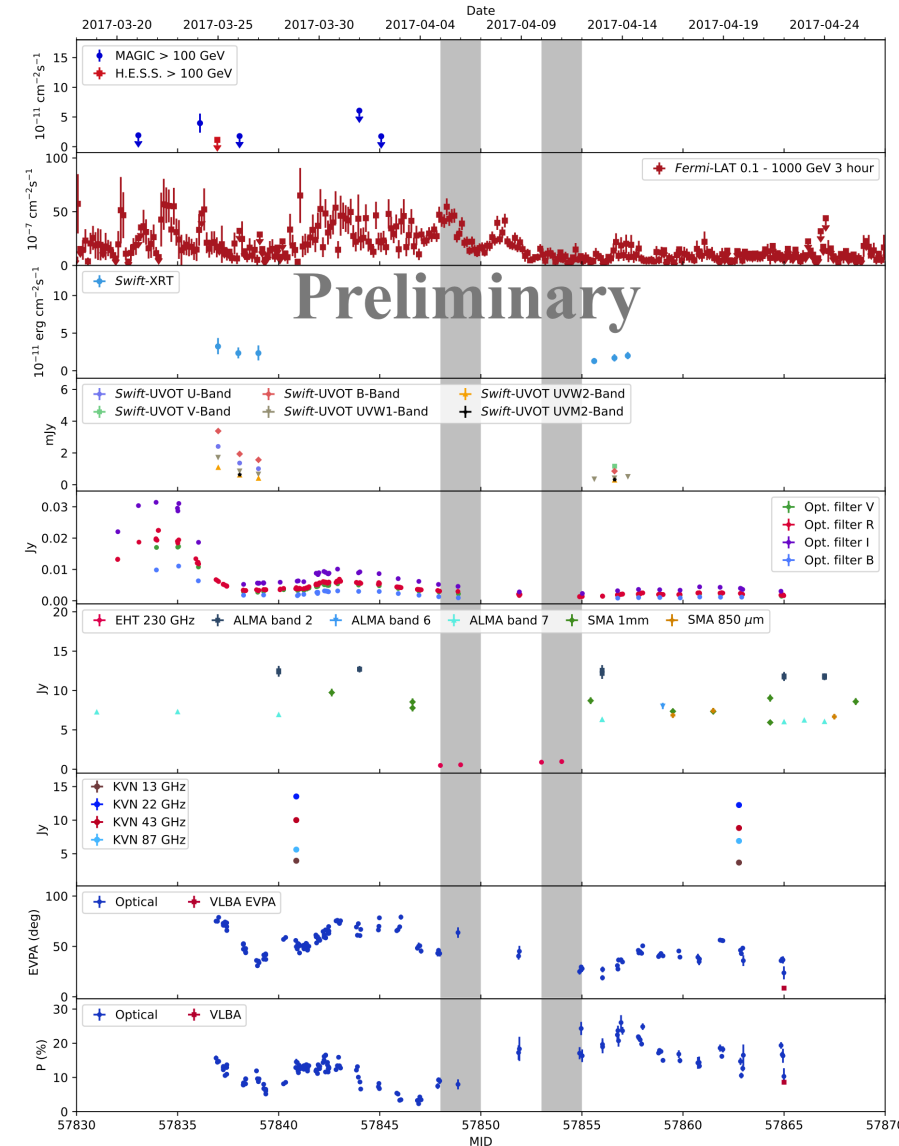 Date
2017-03-20 2017-03-25 2017-03-30 2017-04-04 2017-04-09 2017-04-14 2017-04-19 2017-04-24
MAGIC > 100 GeV
H.E.S.S. > 100 GeV
15
10
5
0
10⁻¹¹ cm⁻²s⁻¹
Fermi-LAT 0.1 - 1000 GeV 3 hour
100
50
0
10⁻⁷ cm⁻²s⁻¹
Preliminary
Swift-XRT
10
5
0
10⁻¹¹ erg cm⁻²s⁻¹
Swift-UVOT U-Band Swift-UVOT B-Band Swift-UVOT UVW2-Band
Swift-UVOT V-Band Swift-UVOT UVW1-Band Swift-UVOT UVM2-Band
6
4
2
0
mJy
Opt. filter V
Opt. filter R
Opt. filter I
Opt. filter B
0.03
0.02
0.01
0.00
Jy
EHT 230 GHz ALMA band 2 ALMA band 6 ALMA band 7 SMA 1mm SMA 850 μm
20
15
10
5
0
Jy
KVN 13 GHz
KVN 22 GHz
KVN 43 GHz
KVN 87 GHz
15
10
5
Jy
Optical VLBA EVPA
100
50
0
EVPA (deg)
Optical VLBA
30
20
10
0
P (%)
57830 57835 57840 57845 57850 57855 57860 57865 5787
MJD